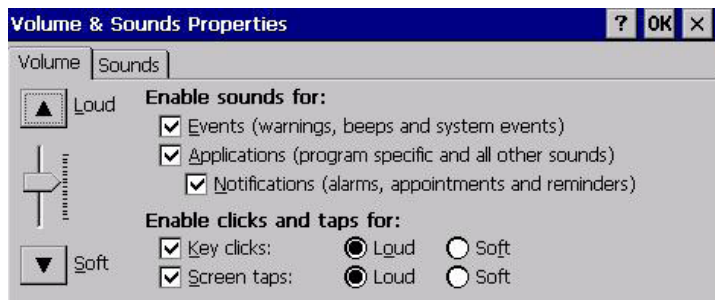 Volume & Sounds Properties ? OK ×
Volume Sounds
Loud
Enable sounds for:
Events (warnings, beeps and system events)
Applications (program specific and all other sounds)
Notifications (alarms, appointments and reminders)
Enable clicks and taps for:
Key clicks: Loud Soft
Soft
Screen taps: Loud Soft